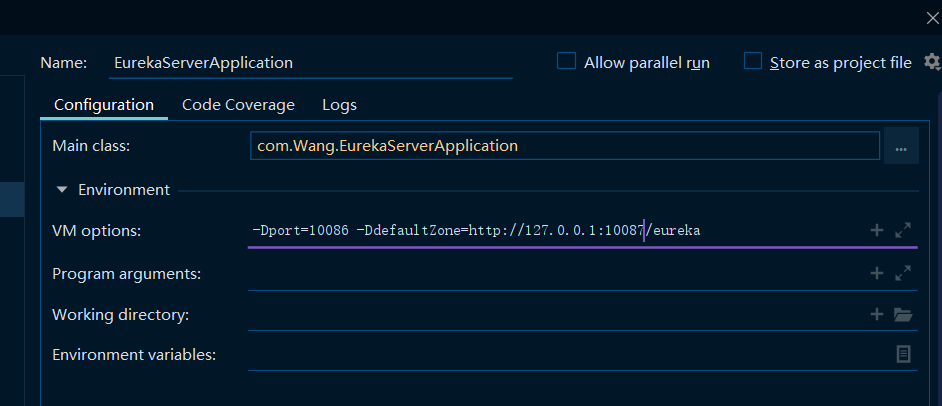 Name: EurekaServerApplication Allow parallel run Store as project file
Configuration Code Coverage Logs
Main class: com.Wang.EurekaServerApplication ...
Environment
VM options: -Dport=10086 -DdefaultZone=http://127.0.0.1:10087/eureka
Program arguments:
Working directory:
Environment variables: